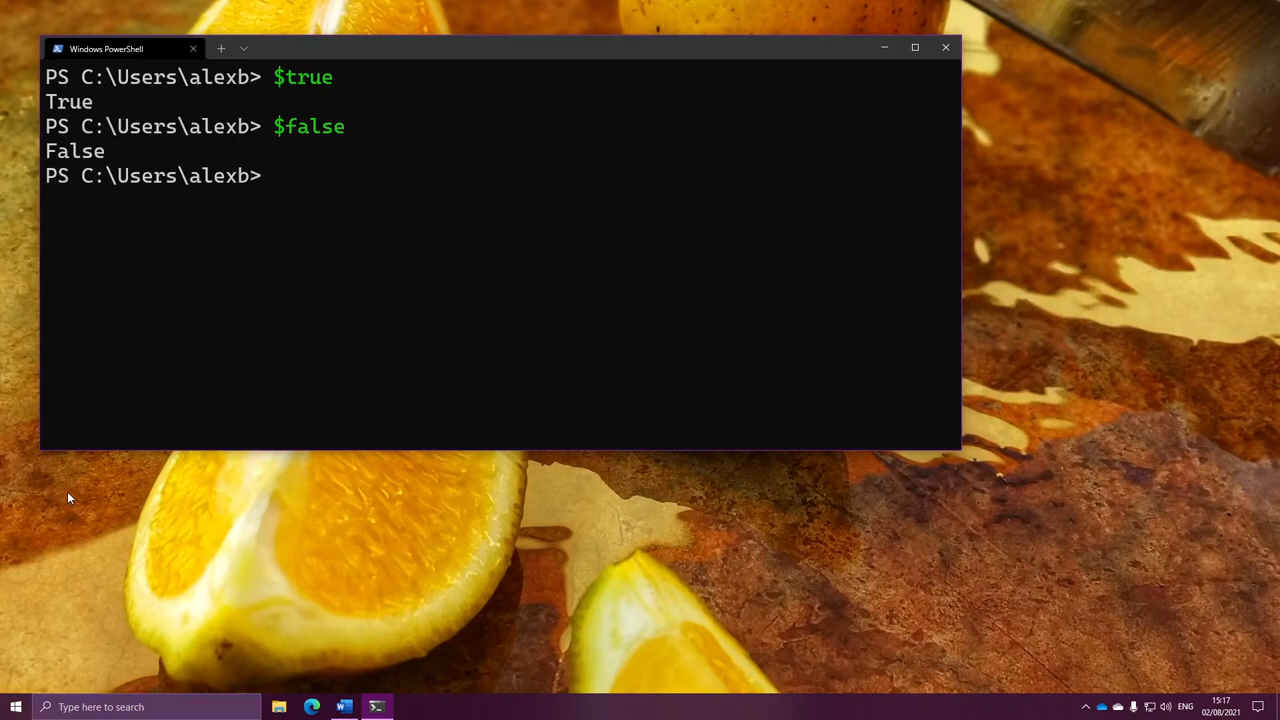 Windows PowerShell
PS C:\Users\alexb> $true
True
PS C:\Users\alexb> $false
False
PS C:\Users\alexb>
Type here to search
ENG
15:17
02/08/2021